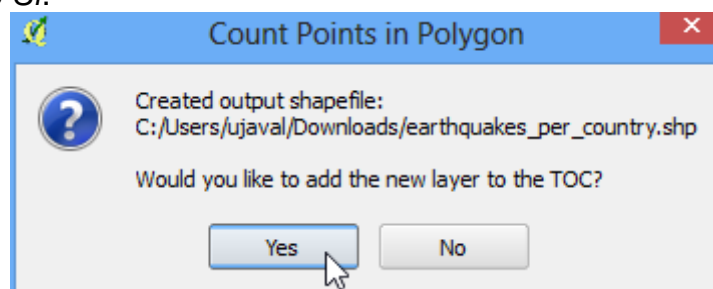 Count Points in Polygon
Created output shapefile:
C:/Users/ujaval/Downloads/earthquakes_per_country.shp
Would you like to add the new layer to the TOC?
Yes
No